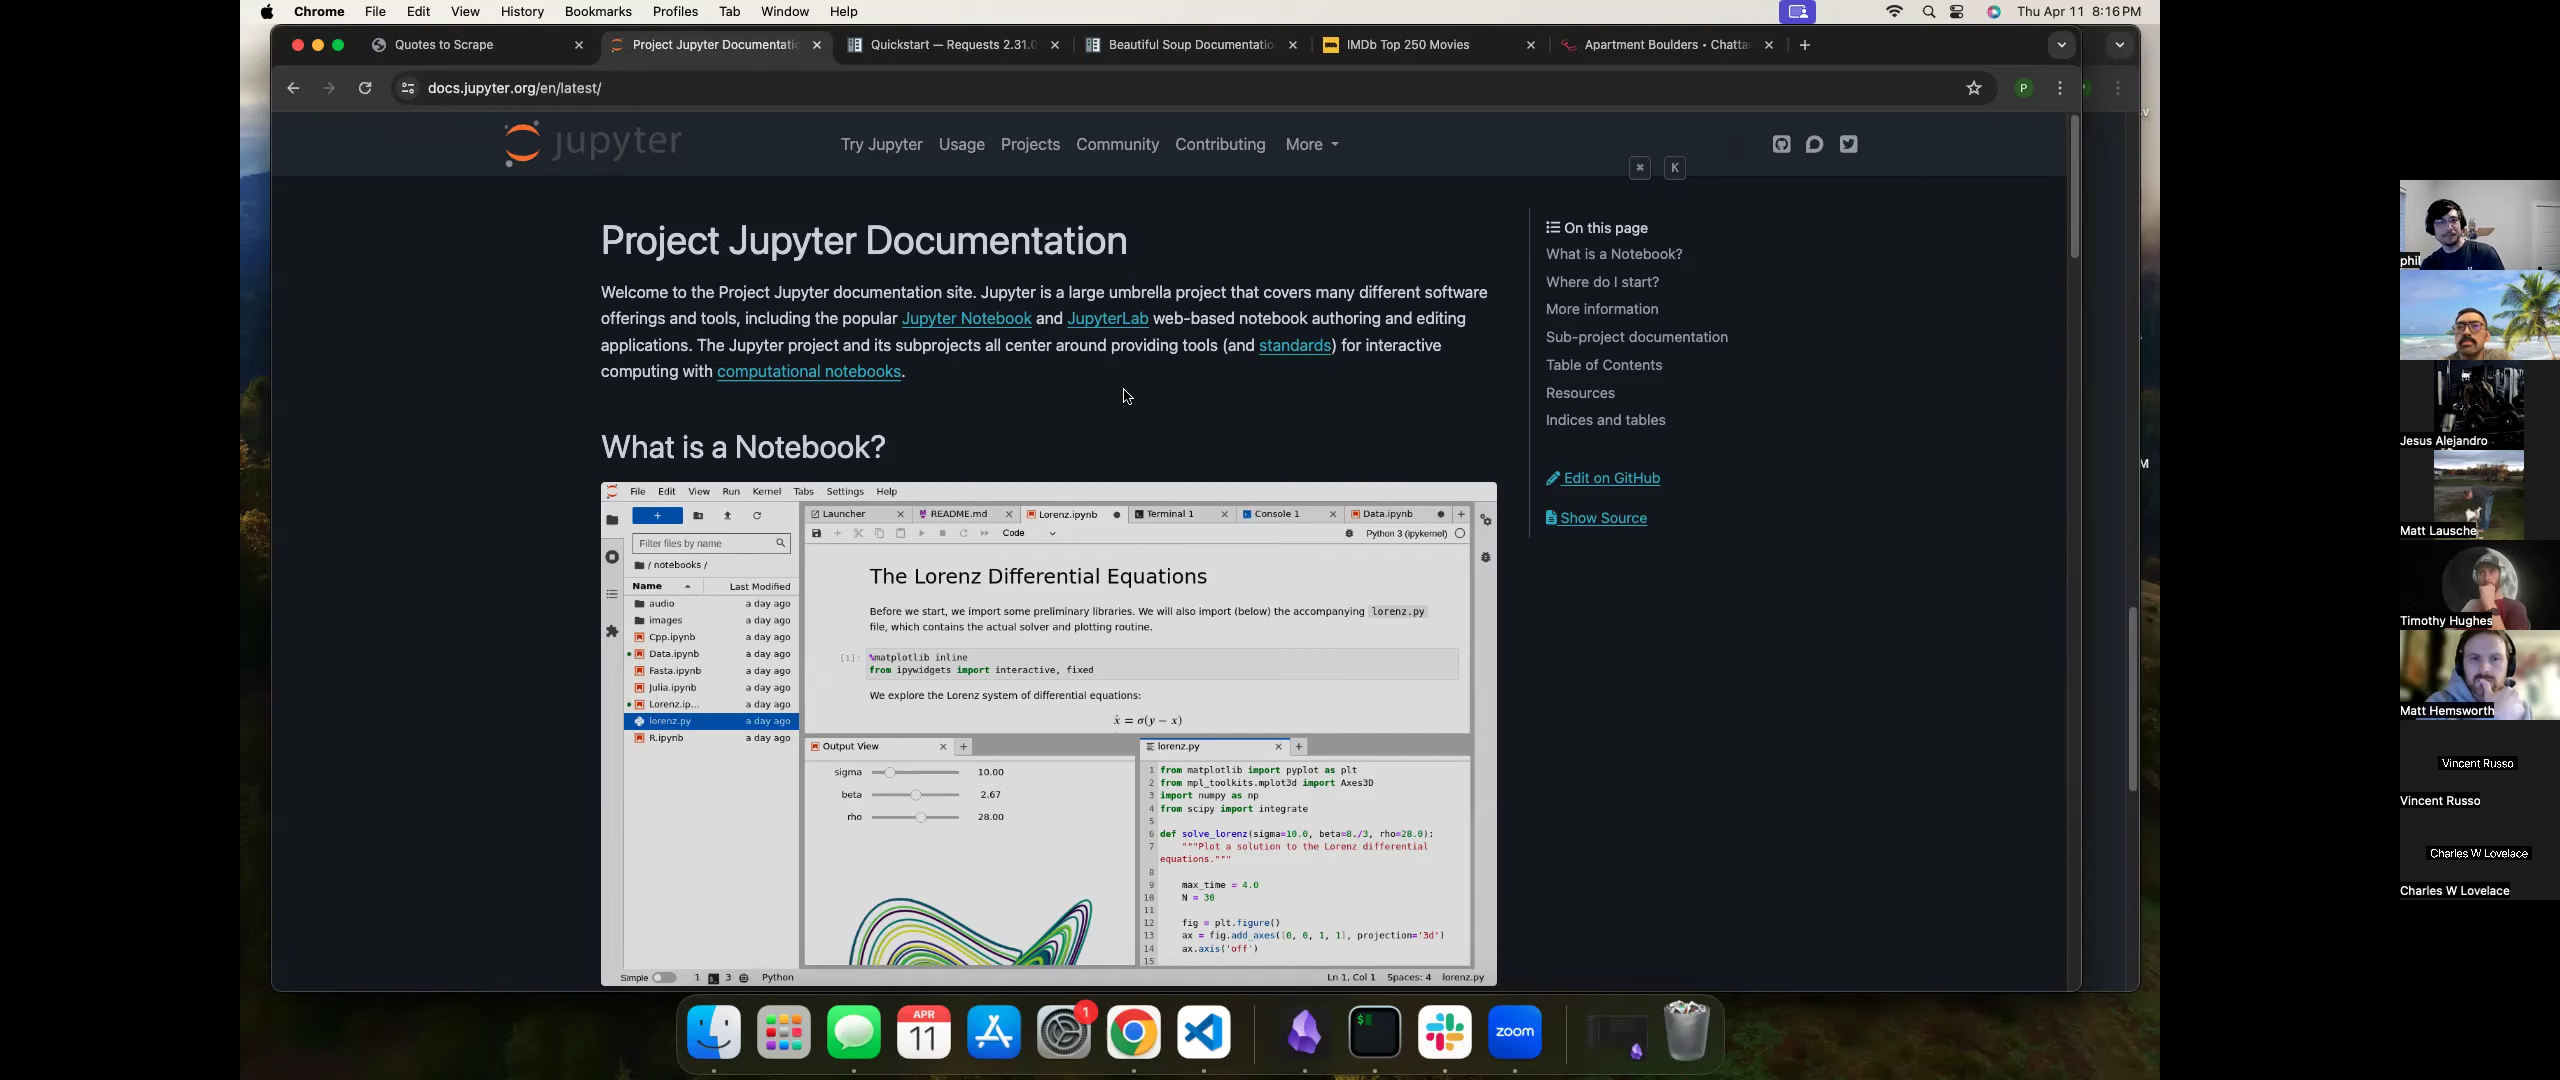 Chrome File Edit View History Bookmarks Profiles Tab Window Help
Thu Apr 11 8:16 PM
Quotes to Scrape
Project Jupyter Documentatio
Quickstart — Requests 2.31.0
Beautiful Soup Documentatio
IMDb Top 250 Movies
Apartment Boulders • Chatta
docs.jupyter.org/en/latest/
P
jupyter
Try Jupyter Usage Projects Community Contributing More
⌘ K
Project Jupyter Documentation
Welcome to the Project Jupyter documentation site. Jupyter is a large umbrella project that covers many different software
offerings and tools, including the popular Jupyter Notebook and JupyterLab web-based notebook authoring and editing
applications. The Jupyter project and its subprojects all center around providing tools (and standards) for interactive
computing with computational notebooks.
What is a Notebook?
On this page
What is a Notebook?
Where do I start?
More information
Sub-project documentation
Table of Contents
Resources
Indices and tables
Edit on GitHub
Show Source
File Edit View Run Kernel Tabs Settings Help
Filter files by name
/ notebooks /
Name Last Modified
audio a day ago
images a day ago
Cpp.ipynb a day ago
Data.ipynb a day ago
Fasta.ipynb a day ago
Julia.ipynb a day ago
Lorenz.ip... a day ago
lorenz.py a day ago
R.ipynb a day ago
Launcher README.md Lorenz.ipynb Terminal 1 Console 1 Data.ipynb
Code Python 3 (ipykernel)
The Lorenz Differential Equations
Before we start, we import some preliminary libraries. We will also import (below) the accompanying lorenz.py
file, which contains the actual solver and plotting routine.
[1]: %matplotlib inline
from ipywidgets import interactive, fixed
We explore the Lorenz system of differential equations:
ẋ = σ(y − x)
Output View
sigma 10.00
beta 2.67
rho 28.00
lorenz.py
1 from matplotlib import pyplot as plt
2 from mpl_toolkits.mplot3d import Axes3D
3 import numpy as np
4 from scipy import integrate
5
6 def solve_lorenz(sigma=10.0, beta=8./3, rho=28.0):
7 """Plot a solution to the Lorenz differential
equations."""
8
9 max_time = 4.0
10 N = 30
11
12 fig = plt.figure()
13 ax = fig.add_axes([0, 0, 1, 1], projection='3d')
14 ax.axis('off')
15
Simple 1 3 Python
Ln 1, Col 1 Spaces: 4 lorenz.py
APR
11
1
$
zoom
phil
Jesus Alejandro
Matt Lausche
Timothy Hughes
Matt Hemsworth
Vincent Russo
Vincent Russo
Charles W Lovelace
Charles W Lovelace